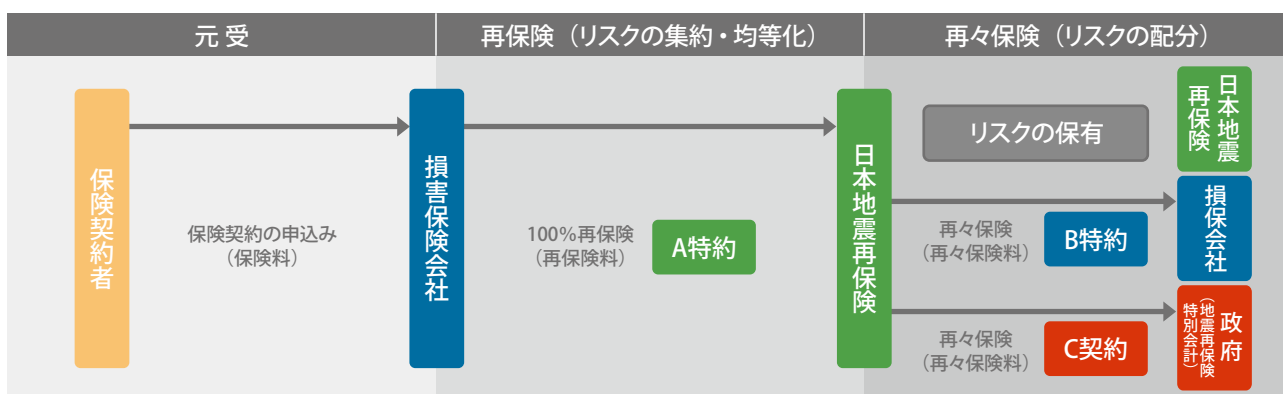 元 受
再保険（リスクの集約・均等化）
再々保険（リスクの配分）
保険契約者
保険契約の申込み
（保険料）
損害保険会社
100%再保険
（再保険料）
A特約
日本地震再保険
リスクの保有
日本地震
再保険
再々保険
（再々保険料）
B特約
損保会社
再々保険
（再々保険料）
C契約
政府
（地震再保険
特別会計）